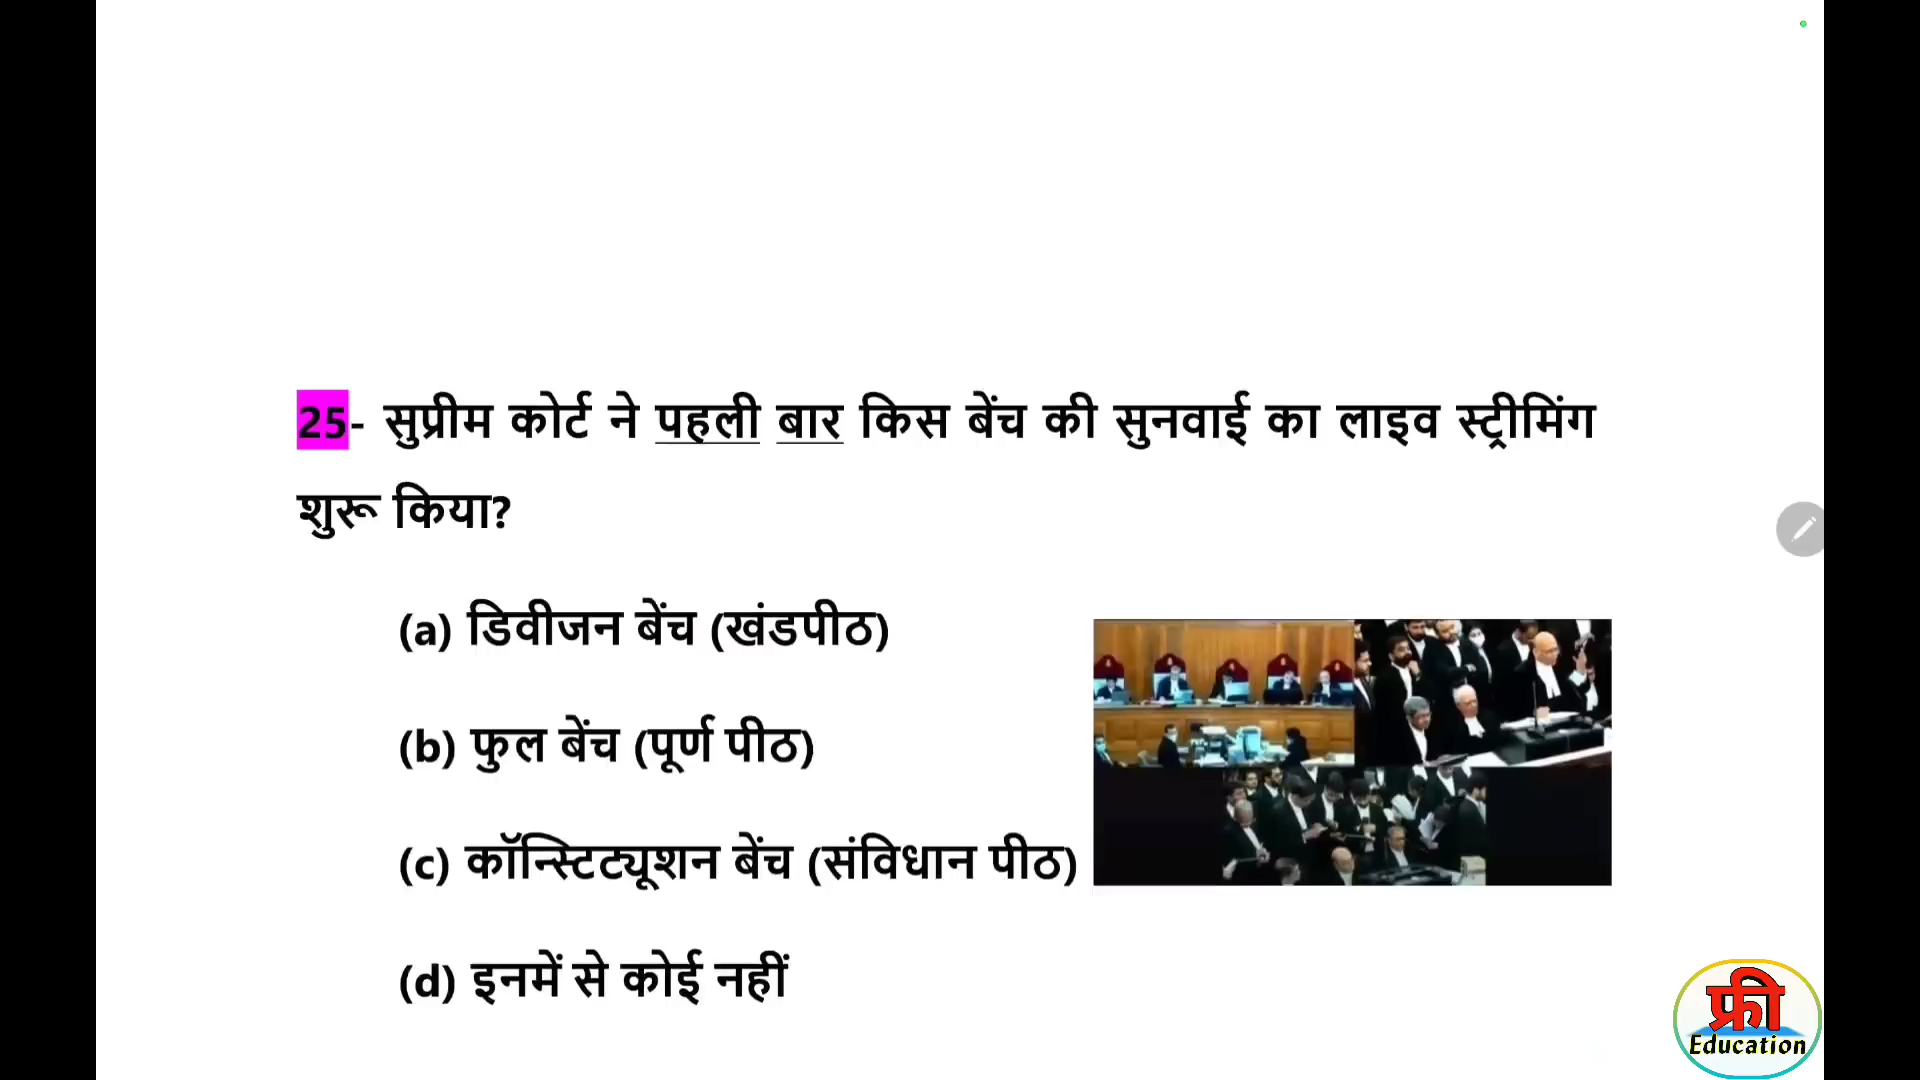 25- सुप्रीम कोर्ट ने पहली बार किस बेंच की सुनवाई का लाइव स्ट्रीमिंग
शुरू किया?
(a) डिवीजन बेंच (खंडपीठ)
(b) फुल बेंच (पूर्ण पीठ)
(c) कॉन्स्टिट्यूशन बेंच (संविधान पीठ)
(d) इनमें से कोई नहीं
फ्री
Education